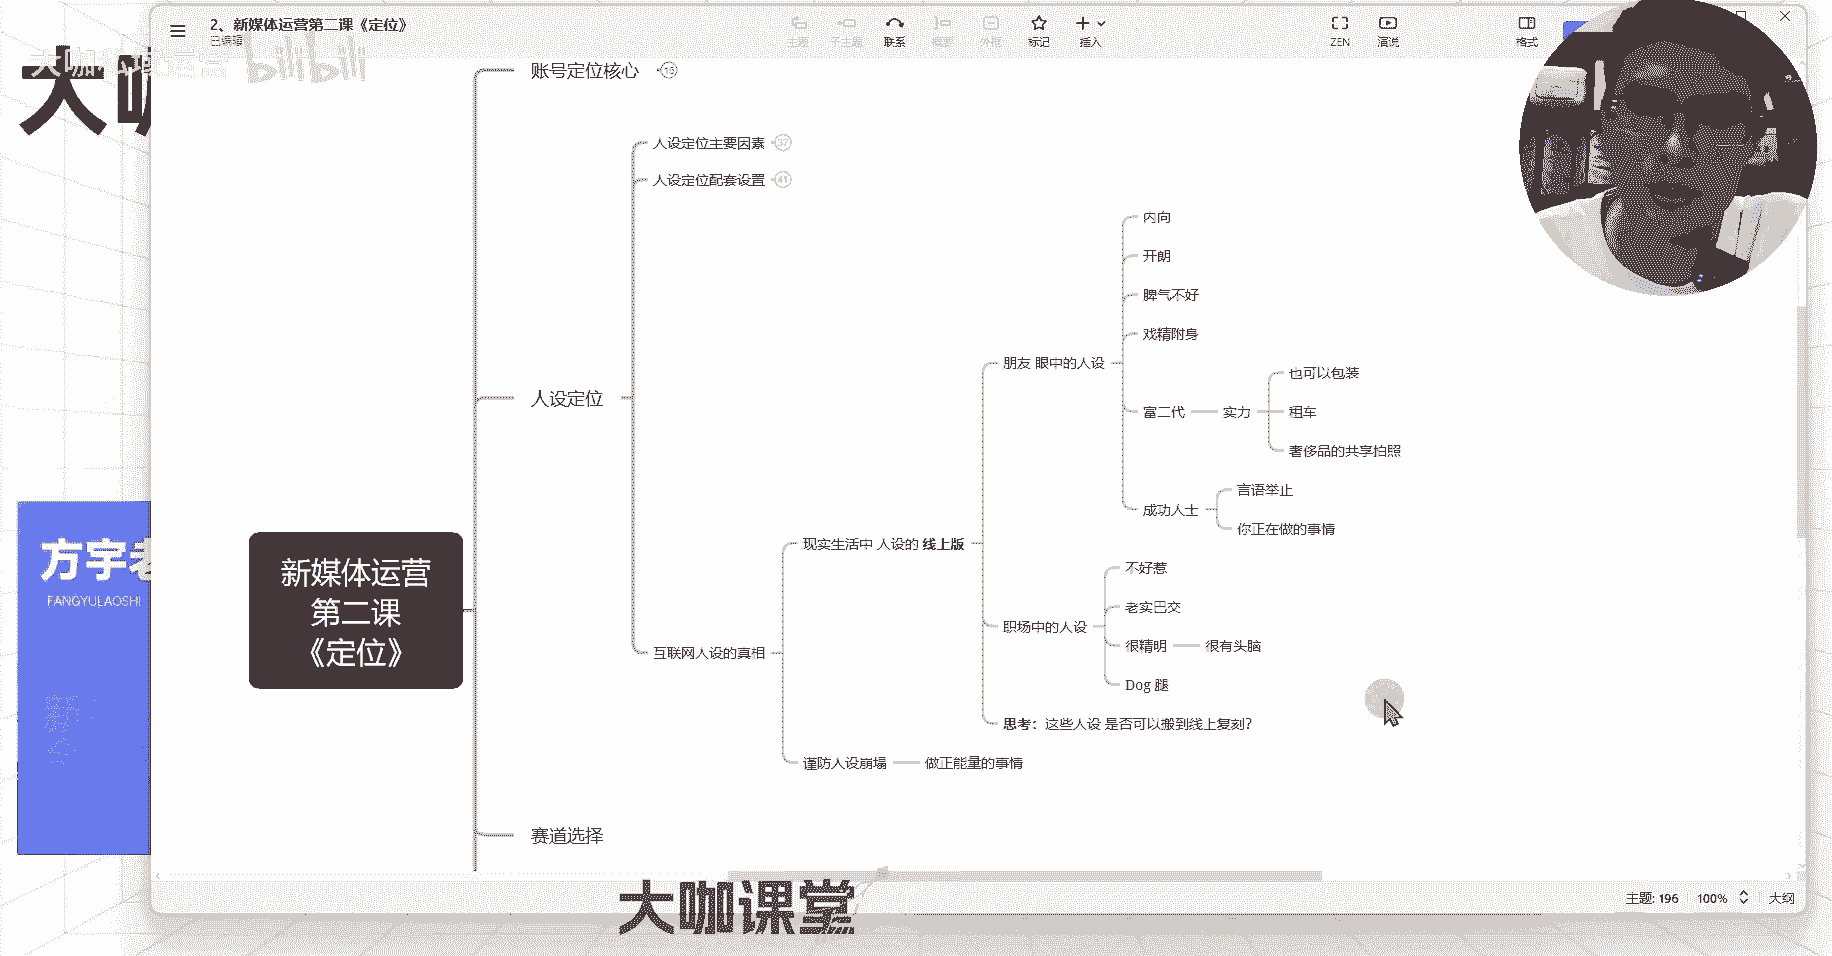 2、新媒体运营第二课《定位》
已编辑
主题
子主题
联系
概要
外框
标记
插入
ZEN
演说
格式
大咖私域运营
bilibili
大咖
账号定位核心
16
人设定位主要因素
37
人设定位配套设置
41
内向
开朗
脾气不好
戏精附身
朋友 眼中的人设
也可以包装
人设定位
富二代
实力
租车
奢侈品的共享拍照
言语举止
成功人士
你正在做的事情
现实生活中 人设的 线上版
方宇老
FANGYULAOSHI
新媒体运营
第二课
《定位》
不好惹
老实巴交
职场中的人设
很精明
很有头脑
互联网人设的真相
Dog 腿
思考：这些人设 是否可以搬到线上复刻？
谨防人设崩塌
做正能量的事情
赛道选择
大咖课堂
主题: 196
100%
大纲